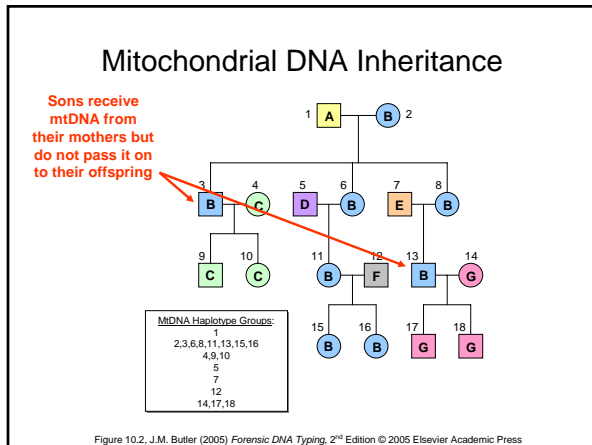 Mitochondrial DNA Inheritance
Sons receive
mtDNA from
their mothers but
do not pass it on
to their offspring
1 A B 2
3 4 5 6 7 8
B C D B E B
9 10 11 12 13 14
C C B F B G
15 16 17 18
B B G G
MtDNA Haplotype Groups:
1
2,3,6,8,11,13,15,16
4,9,10
5
7
12
14,17,18
Figure 10.2, J.M. Butler (2005) Forensic DNA Typing, 2nd Edition © 2005 Elsevier Academic Press